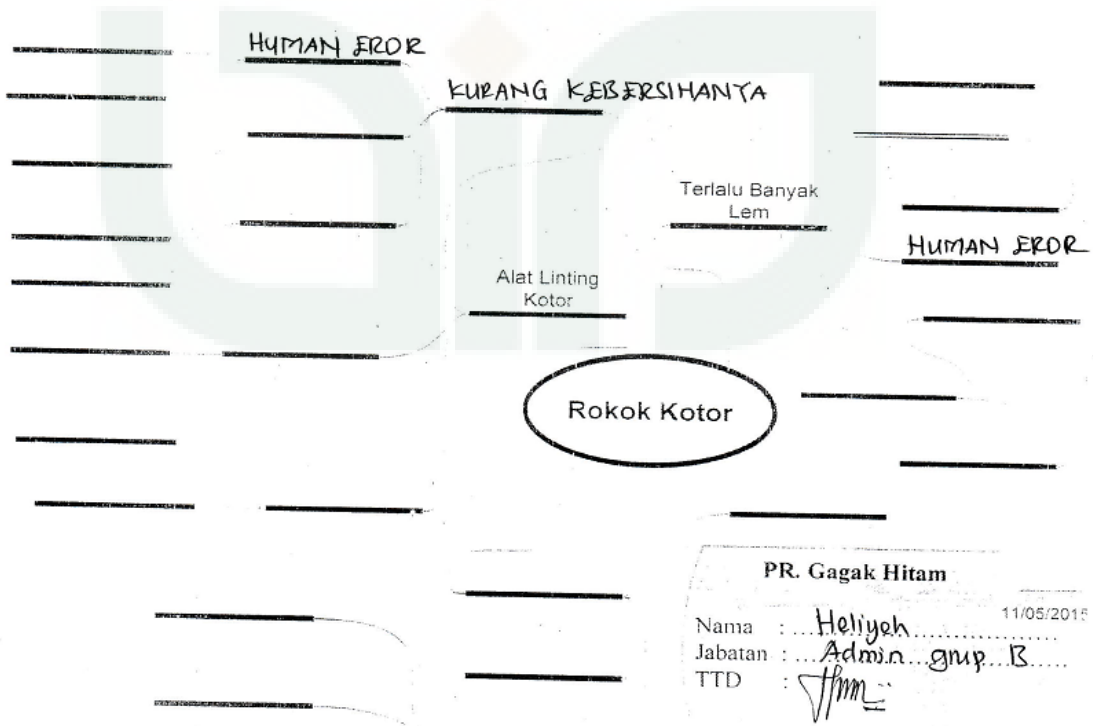 HUMAN EROR
KURANG KEBERSIHANYA
Terlalu Banyak
Lem
HUMAN EROR
Alat Linting
Kotor
Rokok Kotor
PR. Gagak Hitam
11/05/2015
Nama : Heliyeh
Jabatan : Admin grup B
TTD :